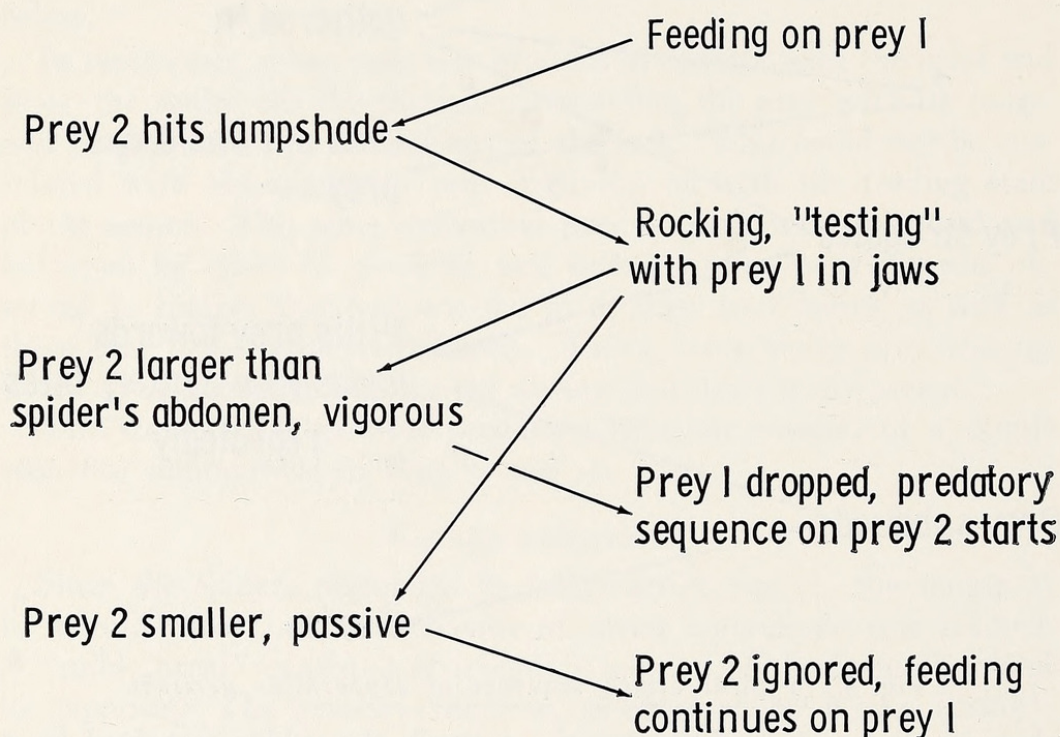 Feeding on prey 1
Prey 2 hits lampshade
Rocking, "testing"
with prey 1 in jaws
Prey 2 larger than
spider's abdomen, vigorous
Prey 1 dropped, predatory
sequence on prey 2 starts
Prey 2 smaller, passive
Prey 2 ignored, feeding
continues on prey 1